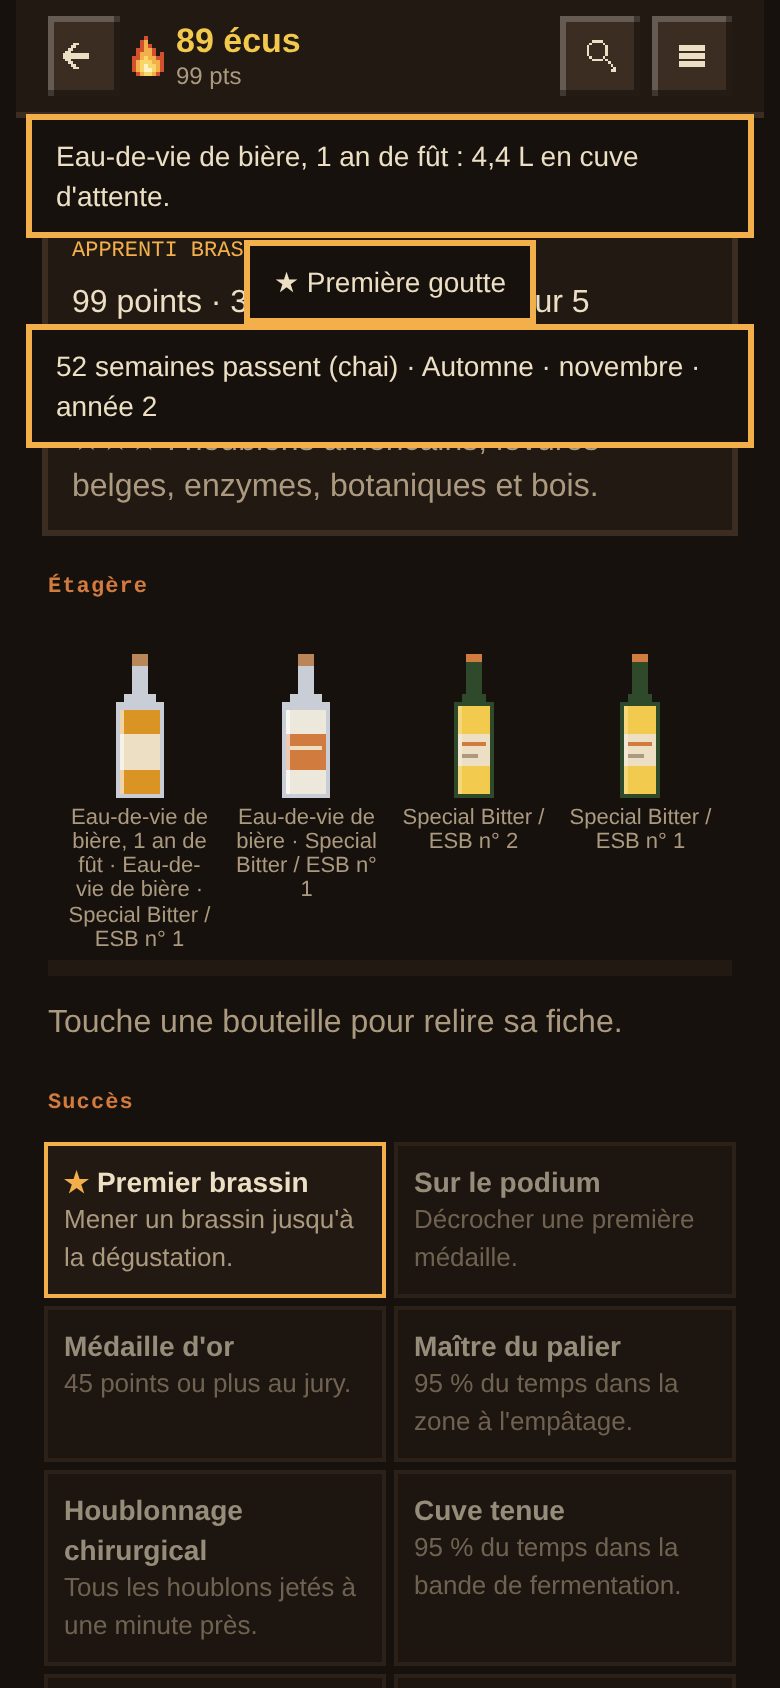 89 écus
99 pts
Eau-de-vie de bière, 1 an de fût : 4,4 L en cuve
d'attente.
APPRENTI BRAS
★ Première goutte
99 points · 3
ur 5
52 semaines passent (chai) · Automne · novembre ·
année 2
belges, enzymes, botaniques et bois.
Étagère
Eau-de-vie de
bière, 1 an de
fût · Eau-de-
vie de bière ·
Special Bitter /
ESB n° 1
Eau-de-vie de
bière · Special
Bitter / ESB n°
1
Special Bitter /
ESB n° 2
Special Bitter /
ESB n° 1
Touche une bouteille pour relire sa fiche.
Succès
★ Premier brassin
Mener un brassin jusqu'à
la dégustation.
Sur le podium
Décrocher une première
médaille.
Médaille d'or
45 points ou plus au jury.
Maître du palier
95 % du temps dans la
zone à l'empâtage.
Houblonnage
chirurgical
Tous les houblons jetés à
une minute près.
Cuve tenue
95 % du temps dans la
bande de fermentation.